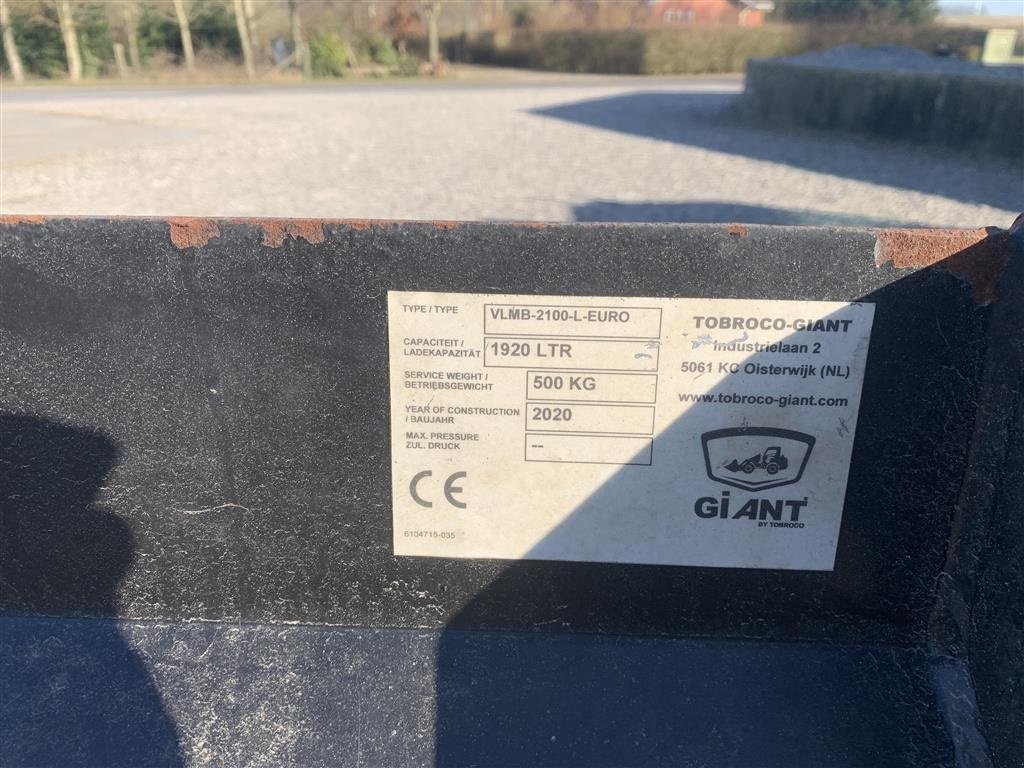 TYPE / TYPE VLMB-2100-L-EURO
CAPACITEIT / LADEKAPAZITÄT 1920 LTR
SERVICE WEIGHT / BETRIEBSGEWICHT 500 KG
YEAR OF CONSTRUCTION / BAUJAHR 2020
MAX. PRESSURE ZUL. DRUCK --
CE
6104715-035
TOBROCO-GIANT
Industrielaan 2
5061 KC Oisterwijk (NL)
www.tobroco-giant.com
GiANT
BY TOBROCO